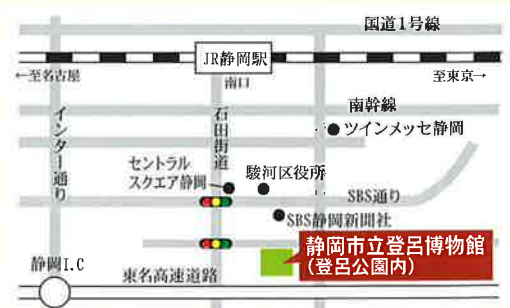 国道1号線
JR静岡駅
←至名古屋
南口
至東京→
インター通り
石田街道
南幹線
ツインメッセ静岡
セントラル
スクエア静岡
駿河区役所
SBS通り
SBS静岡新聞社
静岡市立登呂博物館
(登呂公園内)
静岡I.C
東名高速道路